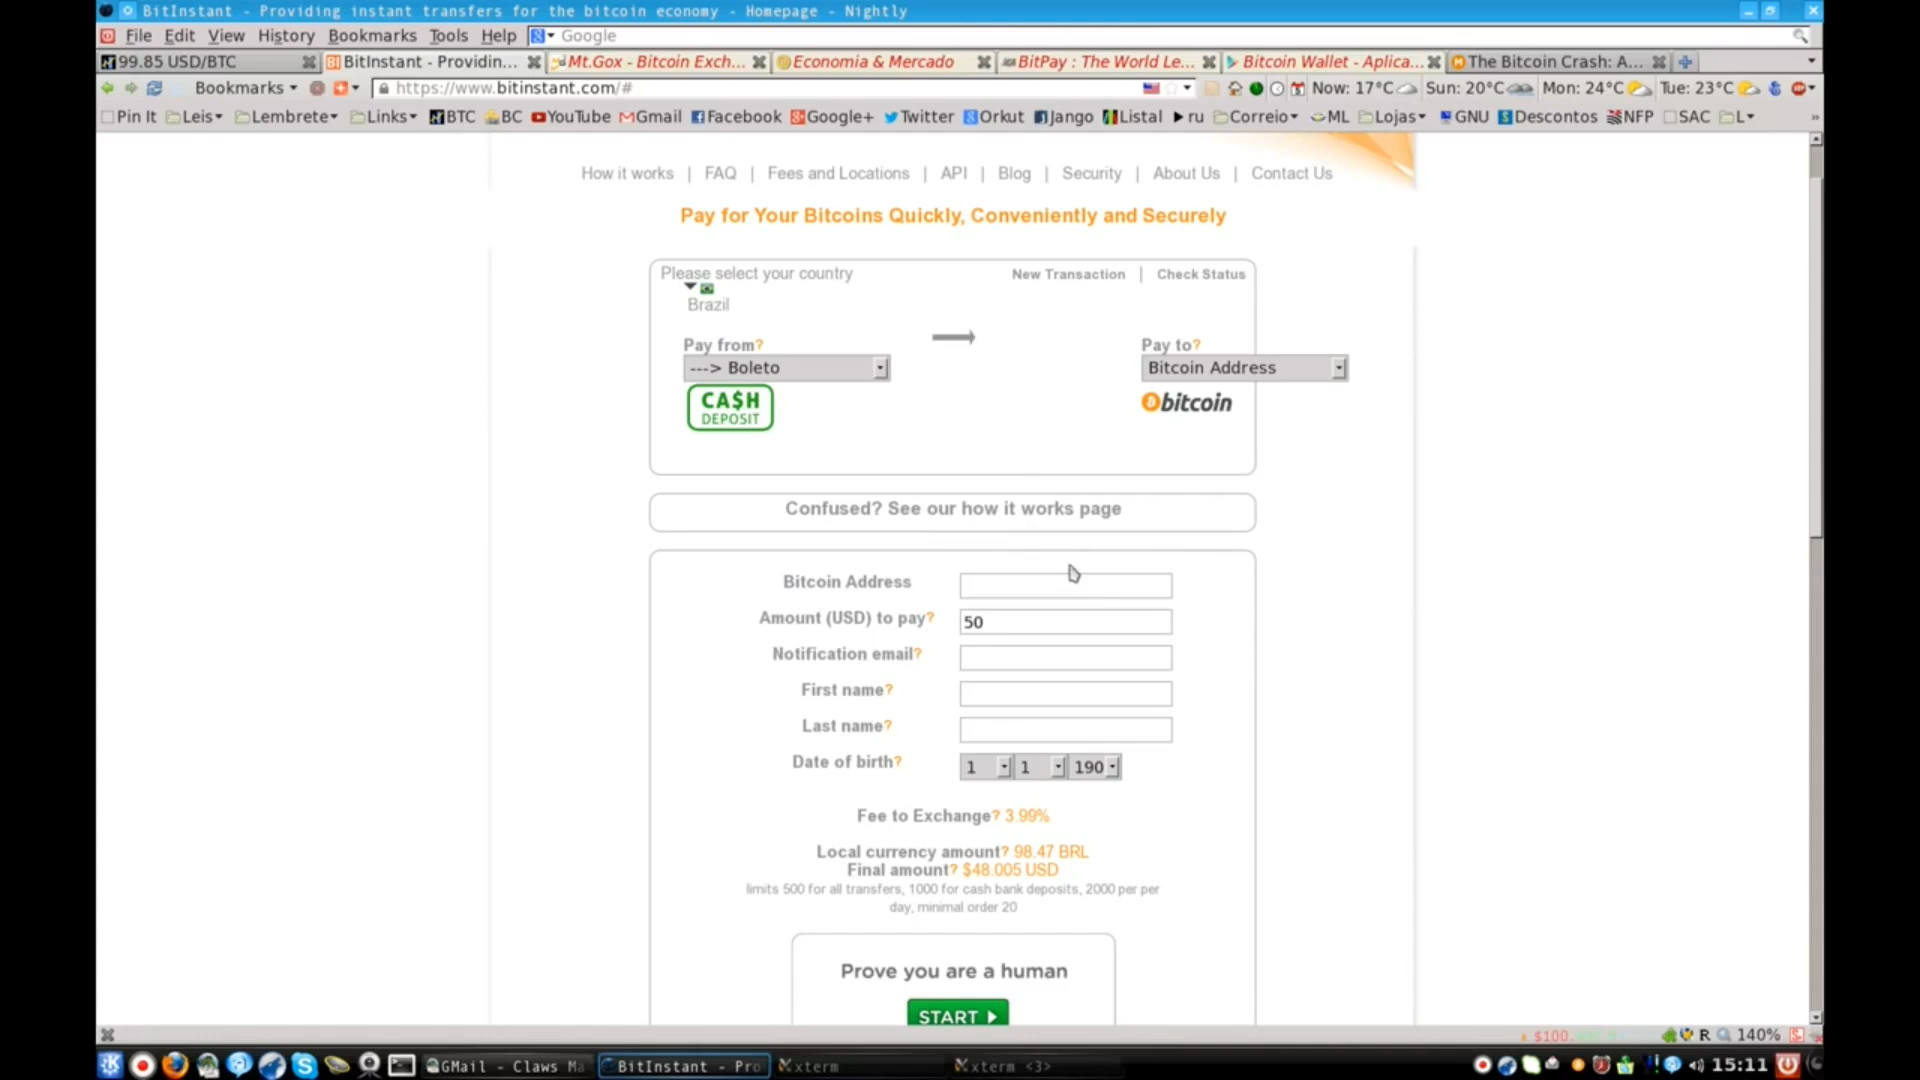 BitInstant - Providing instant transfers for the bitcoin economy - Homepage - Nightly
File Edit View History Bookmarks Tools Help Google
99.85 USD/BTC BitInstant - Providin... Mt.Gox - Bitcoin Exch... Economia & Mercado BitPay : The World Le... Bitcoin Wallet - Aplica... The Bitcoin Crash: A...
Bookmarks https://www.bitinstant.com/# Now: 17°C Sun: 20°C Mon: 24°C Tue: 23°C
Pin It Leis Lembrete Links BTC BC YouTube Gmail Facebook Google+ Twitter Orkut Jango Listal ru Correio ML Lojas GNU Descontos NFP SAC L
How it works | FAQ | Fees and Locations | API | Blog | Security | About Us | Contact Us
Pay for Your Bitcoins Quickly, Conveniently and Securely
Please select your country New Transaction | Check Status
Brazil
Pay from? Pay to?
---> Boleto Bitcoin Address
CA$H
DEPOSIT
bitcoin
Confused? See our how it works page
Bitcoin Address
Amount (USD) to pay? 50
Notification email?
First name?
Last name?
Date of birth? 1 1 190
Fee to Exchange? 3.99%
Local currency amount? 98.47 BRL
Final amount? $48.005 USD
limits 500 for all transfers, 1000 for cash bank deposits, 2000 per per
day, minimal order 20
Prove you are a human
START
$100. R 140%
GMail - Claws Ma BitInstant - Pro xterm xterm <3> 15:11